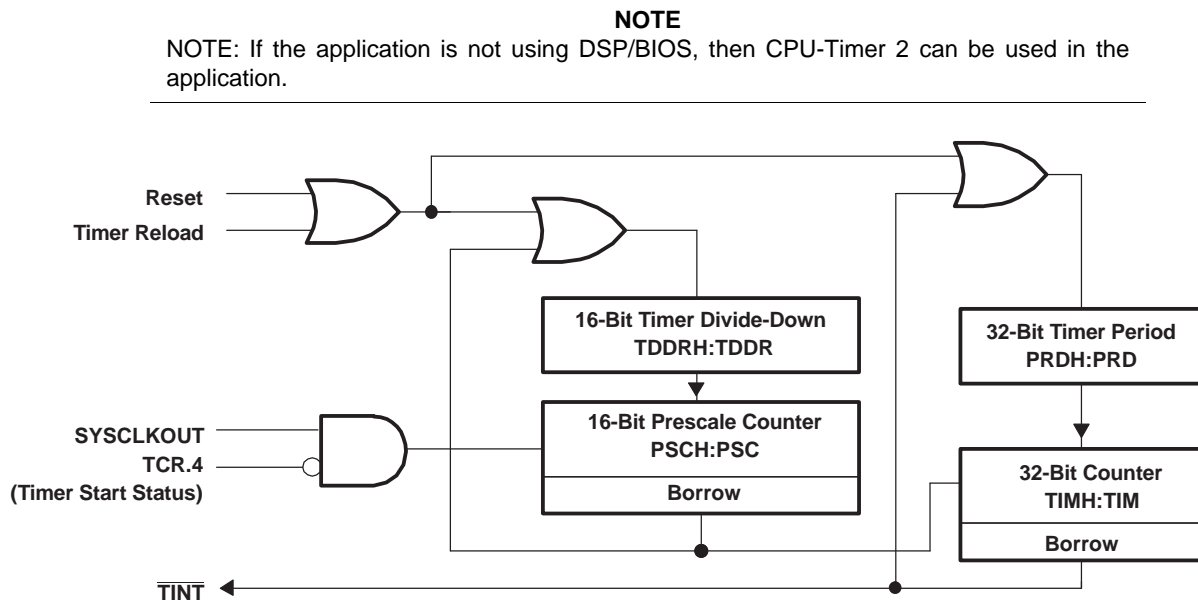 NOTE
NOTE: If the application is not using DSP/BIOS, then CPU-Timer 2 can be used in the
application.
Reset
Timer Reload
16-Bit Timer Divide-Down
TDDRH:TDDR
32-Bit Timer Period
PRDH:PRD
SYSCLKOUT
TCR.4
(Timer Start Status)
16-Bit Prescale Counter
PSCH:PSC
Borrow
32-Bit Counter
TIMH:TIM
Borrow
TINT